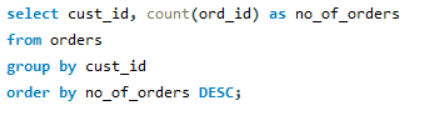 select cust_id, count(ord_id) as no_of_orders
from orders
group by cust_id
order by no_of_orders DESC;